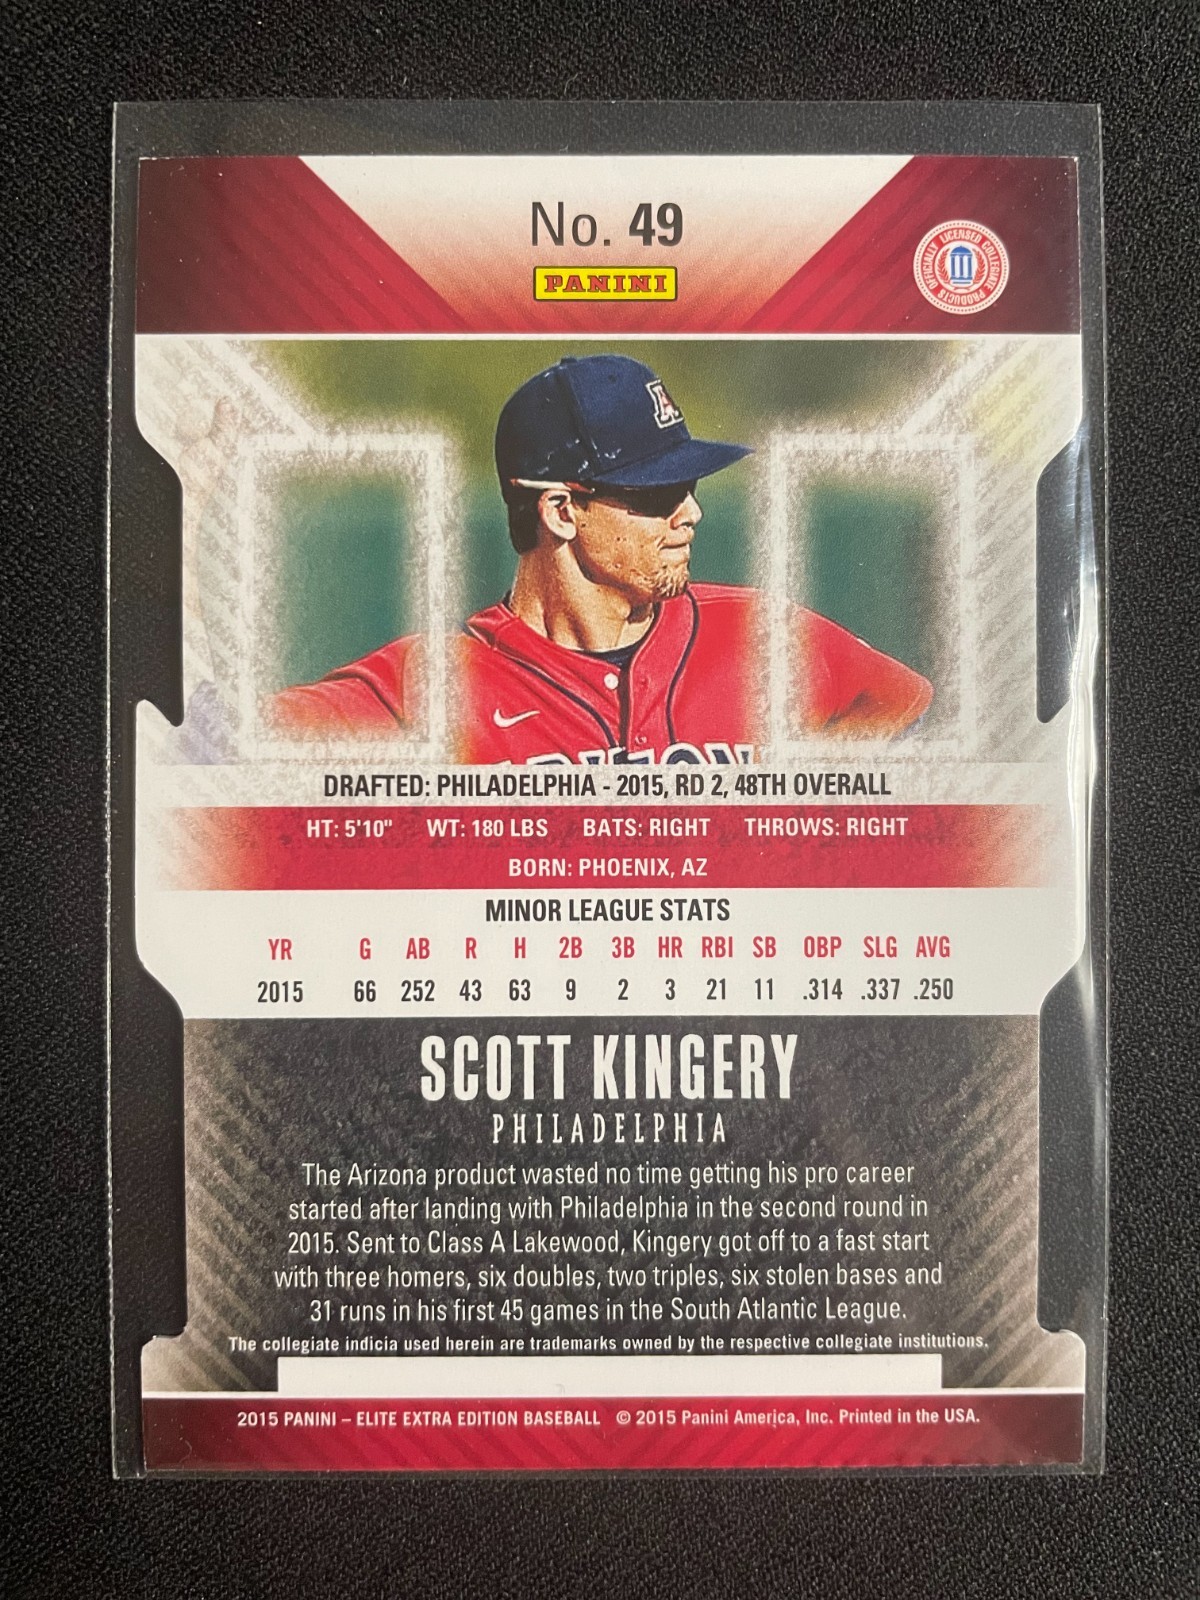 No. 49
PANINI
OFFICIALLY LICENSED COLLEGIATE PRODUCTS
A
DRAFTED: PHILADELPHIA - 2015, RD 2, 48TH OVERALL
HT: 5'10" WT: 180 LBS BATS: RIGHT THROWS: RIGHT
BORN: PHOENIX, AZ
MINOR LEAGUE STATS
YR G AB R H 2B 3B HR RBI SB OBP SLG AVG
2015 66 252 43 63 9 2 3 21 11 .314 .337 .250
SCOTT KINGERY
PHILADELPHIA
The Arizona product wasted no time getting his pro career
started after landing with Philadelphia in the second round in
2015. Sent to Class A Lakewood, Kingery got off to a fast start
with three homers, six doubles, two triples, six stolen bases and
31 runs in his first 45 games in the South Atlantic League.
The collegiate indicia used herein are trademarks owned by the respective collegiate institutions.
2015 PANINI – ELITE EXTRA EDITION BASEBALL © 2015 Panini America, Inc. Printed in the USA.